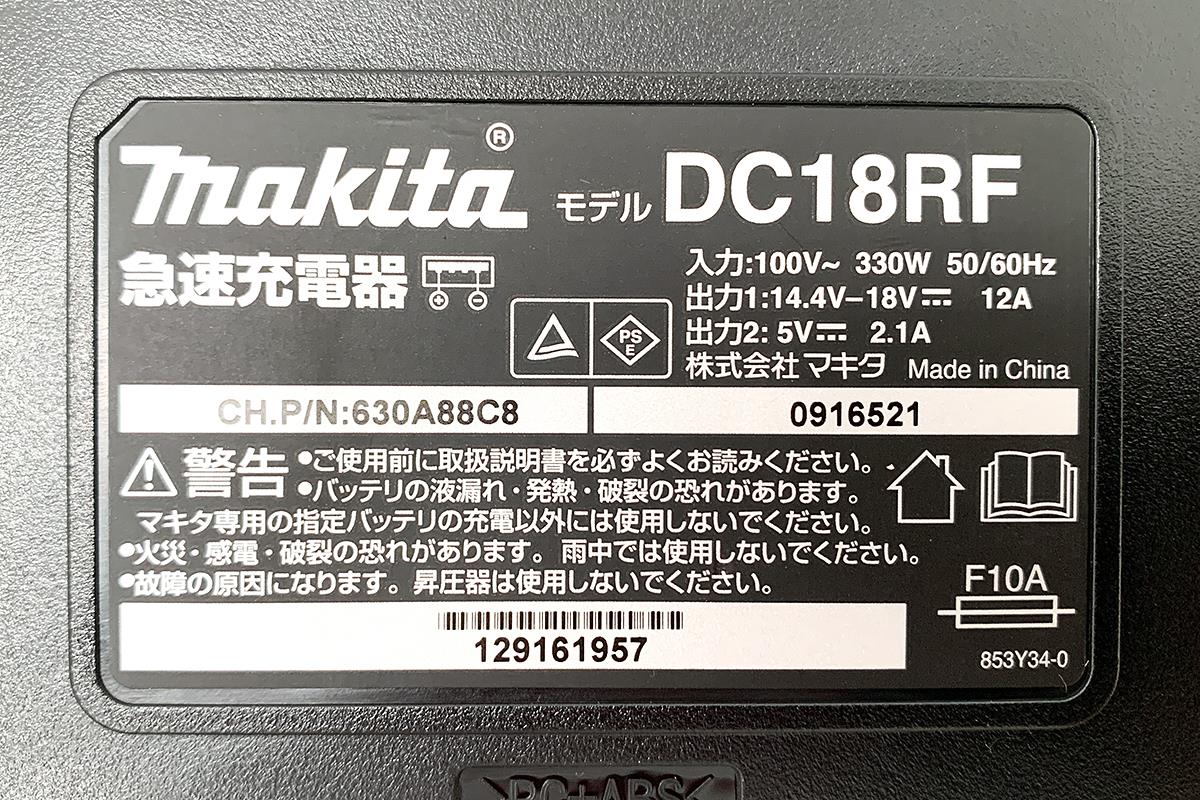 makita®
モデル DC18RF
急速充電器
入力:100V~ 330W 50/60Hz
出力1:14.4V-18V⎓ 12A
出力2: 5V⎓ 2.1A
PS
E
株式会社 マキタ Made in China
CH.P/N:630A88C8
0916521
警告 •ご使用前に取扱説明書を必ずよくお読みください。
•バッテリの液漏れ・発熱・破裂の恐れがあります。
マキタ専用の指定バッテリの充電以外には使用しないでください。
•火災・感電・破裂の恐れがあります。雨中では使用しないでください。
•故障の原因になります。昇圧器は使用しないでください。
F10A
129161957
853Y34-0
>PC+ABS<